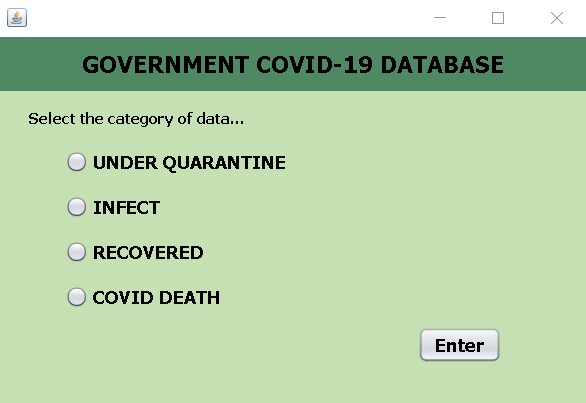 GOVERNMENT COVID-19 DATABASE
Select the category of data...
UNDER QUARANTINE
INFECT
RECOVERED
COVID DEATH
Enter